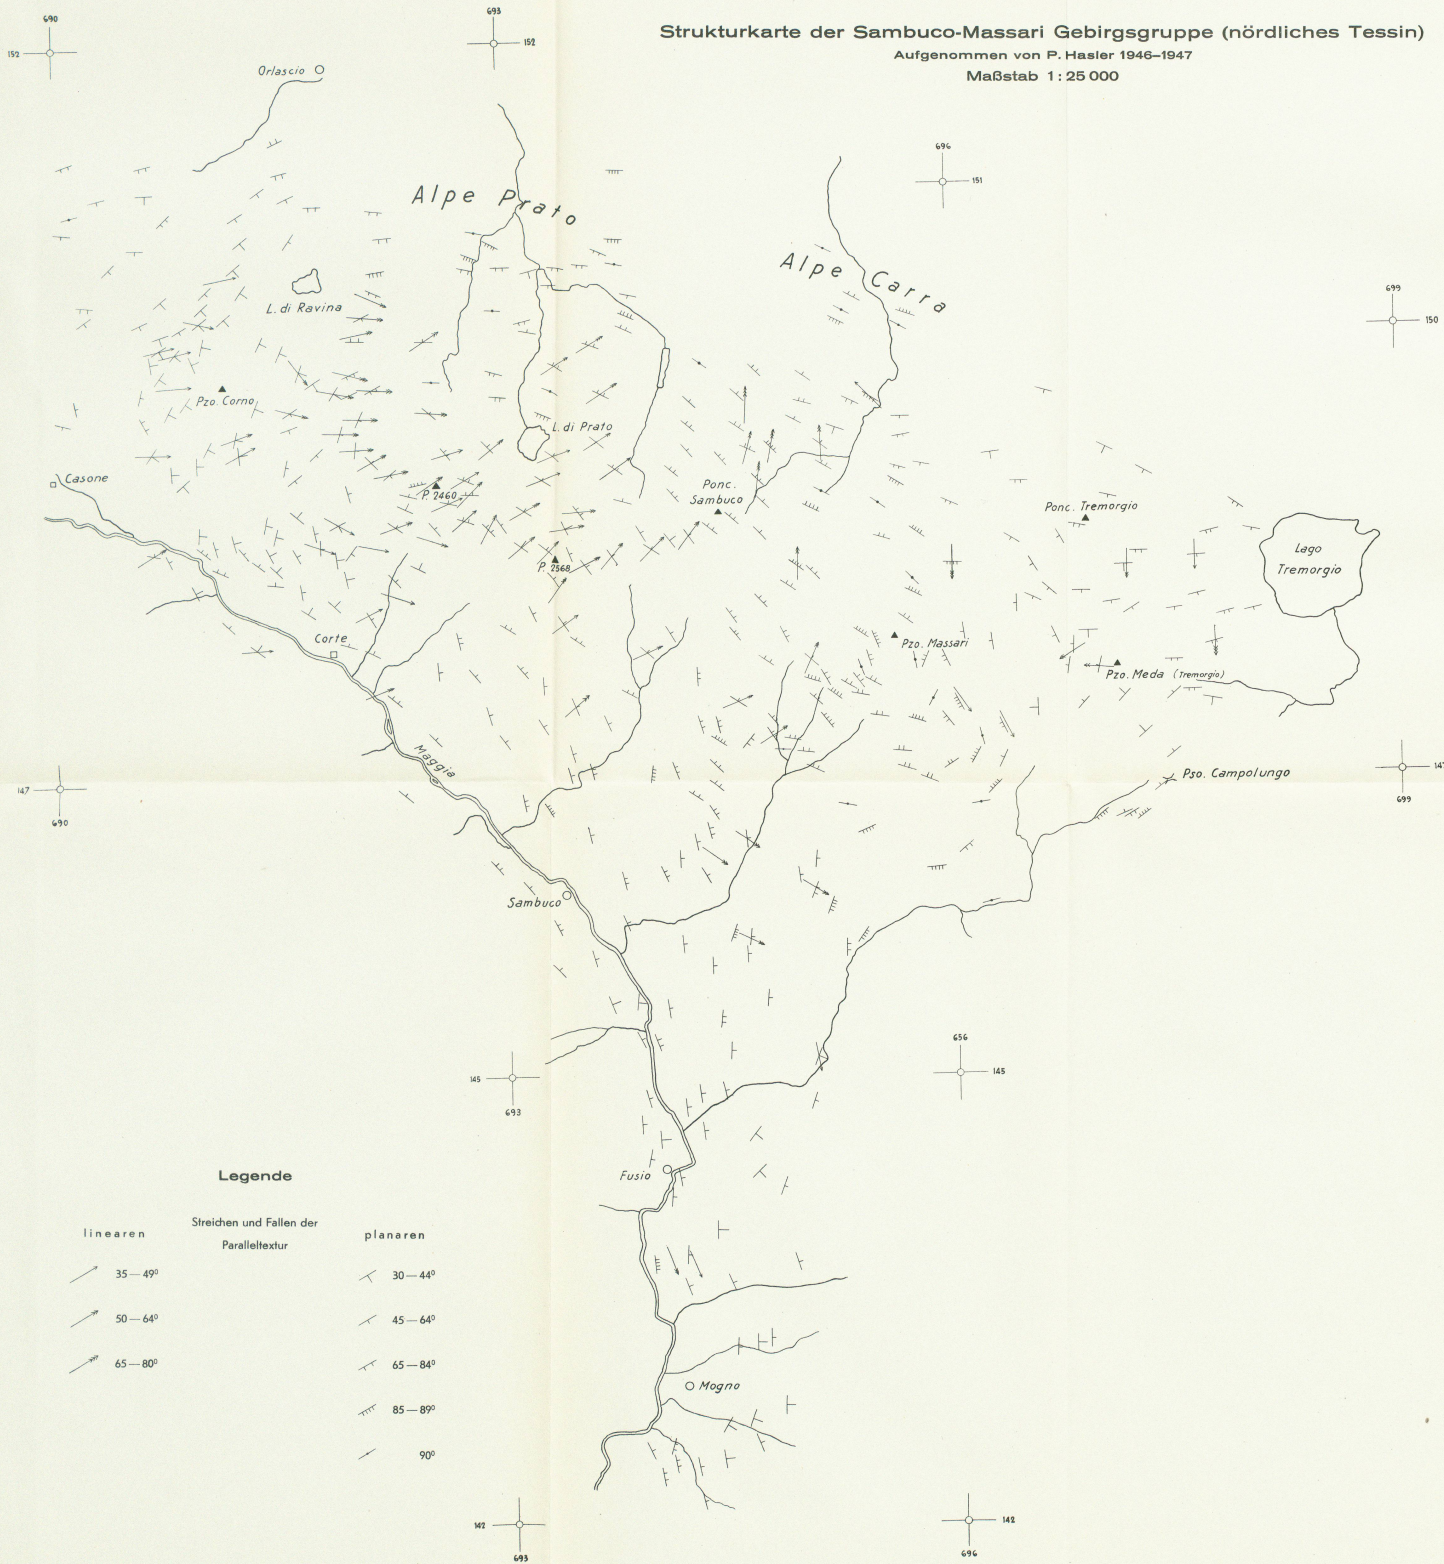 Strukturkarte der Sambuco-Massari Gebirgsgruppe (nördliches Tessin)
Aufgenommen von P. Hasler 1946–1947
Maßstab 1 : 25 000
690
152
693
152
Orlascio
696
151
Alpe Prato
Alpe Carra
699
150
L. di Ravina
Pzo. Corno
L. di Prato
Casone
P. 2460
Ponc.
Sambuco
Ponc. Tremorgio
Lago
Tremorgio
P. 2568
Corte
Pzo. Massari
Pzo. Meda (Tremorgio)
Maggia
Pso. Campolungo
147
690
147
699
Sambuco
656
145
145
693
Fusio
Legende
Streichen und Fallen der
Paralleltextur
linearen
planaren
35—49°
30—44°
50—64°
45—64°
65—80°
65—84°
85—89°
90°
Mogno
142
693
142
696